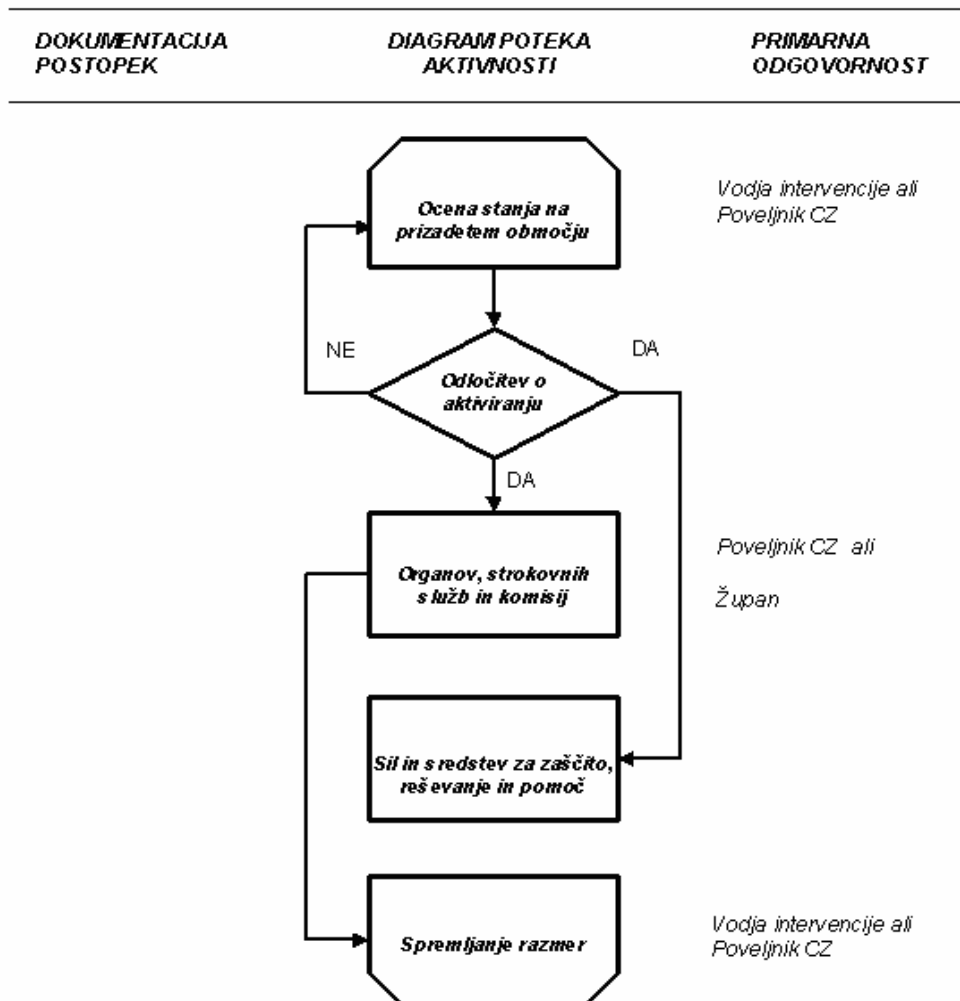 DOKUMENTACIJA
POSTOPEK
DIAGRAM POTEKA
AKTIVNOSTI
PRIMARNA
ODGOVORNOST
Ocena stanja na
prizadetem območju
Vodja intervencije ali
Poveljnik CZ
NE
DA
Odločitev o
aktiviranju
DA
Organov, strokovnih
služb in komisij
Poveljnik CZ ali
Župan
Sil in sredstev za zaščito,
reševanje in pomoč
Spremljanje razmer
Vodja intervencije ali
Poveljnik CZ